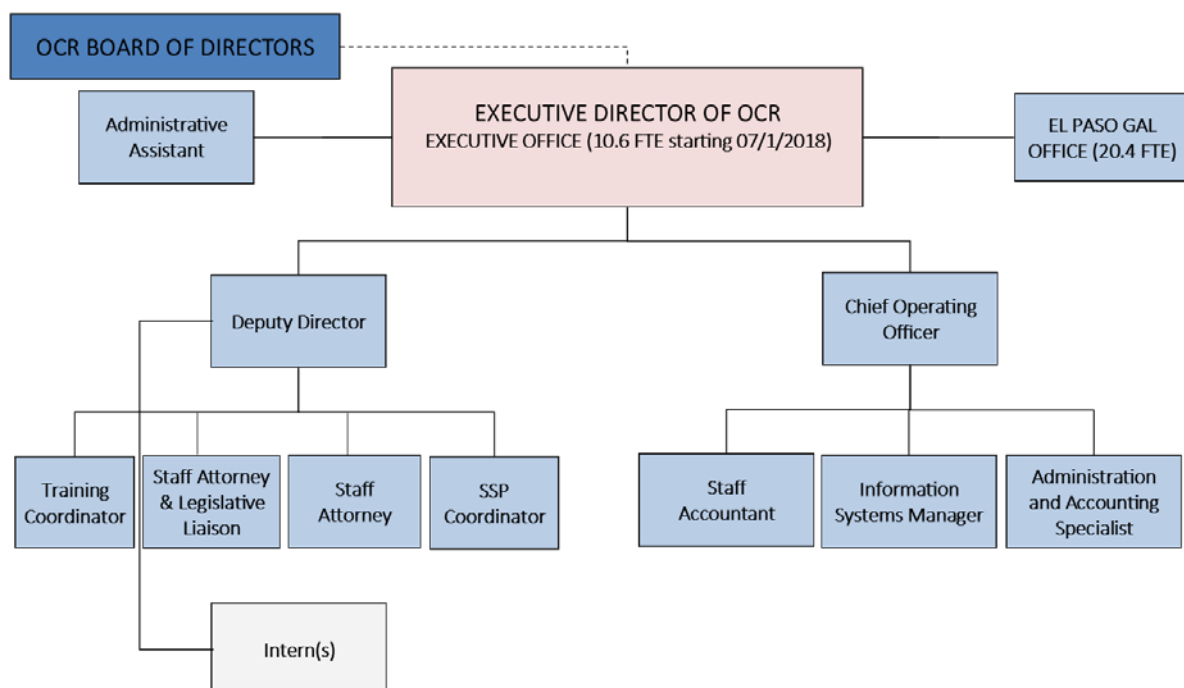 OCR BOARD OF DIRECTORS
EXECUTIVE DIRECTOR OF OCR
EXECUTIVE OFFICE (10.6 FTE starting 07/1/2018)
Administrative
Assistant
EL PASO GAL
OFFICE (20.4 FTE)
Deputy Director
Chief Operating
Officer
Training
Coordinator
Staff Attorney
& Legislative
Liaison
Staff
Attorney
SSP
Coordinator
Staff
Accountant
Information
Systems Manager
Administration
and Accounting
Specialist
Intern(s)